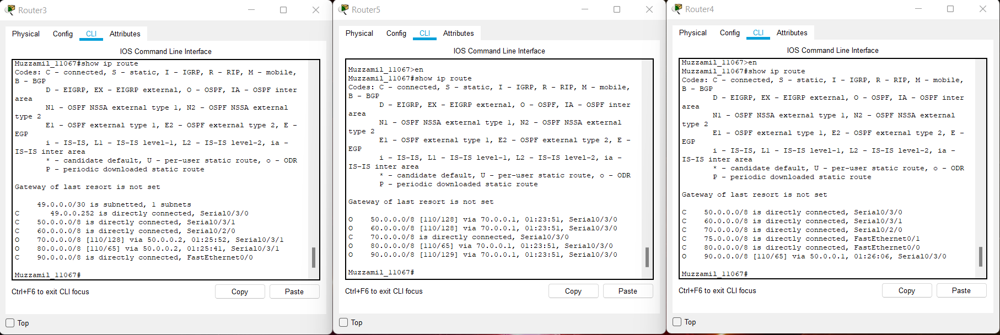 Router3
Physical Config CLI Attributes
IOS Command Line Interface
Muzzamil_11067#show ip route
Codes: C - connected, S - static, I - IGRP, R - RIP, M - mobile,
B - BGP
D - EIGRP, EX - EIGRP external, O - OSPF, IA - OSPF inter
area
N1 - OSPF NSSA external type 1, N2 - OSPF NSSA external
type 2
E1 - OSPF external type 1, E2 - OSPF external type 2, E -
EGP
i - IS-IS, L1 - IS-IS level-1, L2 - IS-IS level-2, ia -
IS-IS inter area
* - candidate default, U - per-user static route, o - ODR
P - periodic downloaded static route
Gateway of last resort is not set
49.0.0.0/30 is subnetted, 1 subnets
C 49.0.0.252 is directly connected, Serial0/3/0
C 50.0.0.0/8 is directly connected, Serial0/3/1
C 60.0.0.0/8 is directly connected, Serial0/2/0
O 70.0.0.0/8 [110/128] via 50.0.0.2, 01:25:52, Serial0/3/1
O 80.0.0.0/8 [110/65] via 50.0.0.2, 01:25:41, Serial0/3/1
C 90.0.0.0/8 is directly connected, FastEthernet0/0
Muzzamil_11067#
Ctrl+F6 to exit CLI focus
Copy Paste
Top
Router5
Physical Config CLI Attributes
IOS Command Line Interface
Muzzamil_11067>en
Muzzamil_11067#show ip route
Codes: C - connected, S - static, I - IGRP, R - RIP, M - mobile,
B - BGP
D - EIGRP, EX - EIGRP external, O - OSPF, IA - OSPF inter
area
N1 - OSPF NSSA external type 1, N2 - OSPF NSSA external
type 2
E1 - OSPF external type 1, E2 - OSPF external type 2, E -
EGP
i - IS-IS, L1 - IS-IS level-1, L2 - IS-IS level-2, ia -
IS-IS inter area
* - candidate default, U - per-user static route, o - ODR
P - periodic downloaded static route
Gateway of last resort is not set
O 50.0.0.0/8 [110/128] via 70.0.0.1, 01:23:51, Serial0/3/0
O 60.0.0.0/8 [110/128] via 70.0.0.1, 01:23:51, Serial0/3/0
C 70.0.0.0/8 is directly connected, Serial0/3/0
O 80.0.0.0/8 [110/65] via 70.0.0.1, 01:23:51, Serial0/3/0
O 90.0.0.0/8 [110/129] via 70.0.0.1, 01:23:51, Serial0/3/0
Muzzamil_11067#
Ctrl+F6 to exit CLI focus
Copy Paste
Top
Router4
Physical Config CLI Attributes
IOS Command Line Interface
Muzzamil_11067>en
Muzzamil_11067#show ip route
Codes: C - connected, S - static, I - IGRP, R - RIP, M - mobile,
B - BGP
D - EIGRP, EX - EIGRP external, O - OSPF, IA - OSPF inter
area
N1 - OSPF NSSA external type 1, N2 - OSPF NSSA external
type 2
E1 - OSPF external type 1, E2 - OSPF external type 2, E -
EGP
i - IS-IS, L1 - IS-IS level-1, L2 - IS-IS level-2, ia -
IS-IS inter area
* - candidate default, U - per-user static route, o - ODR
P - periodic downloaded static route
Gateway of last resort is not set
C 50.0.0.0/8 is directly connected, Serial0/3/0
C 60.0.0.0/8 is directly connected, Serial0/3/1
C 70.0.0.0/8 is directly connected, Serial0/2/0
C 75.0.0.0/8 is directly connected, FastEthernet0/1
C 80.0.0.0/8 is directly connected, FastEthernet0/0
O 90.0.0.0/8 [110/65] via 50.0.0.1, 01:26:06, Serial0/3/0
Muzzamil_11067#
Ctrl+F6 to exit CLI focus
Copy Paste
Top